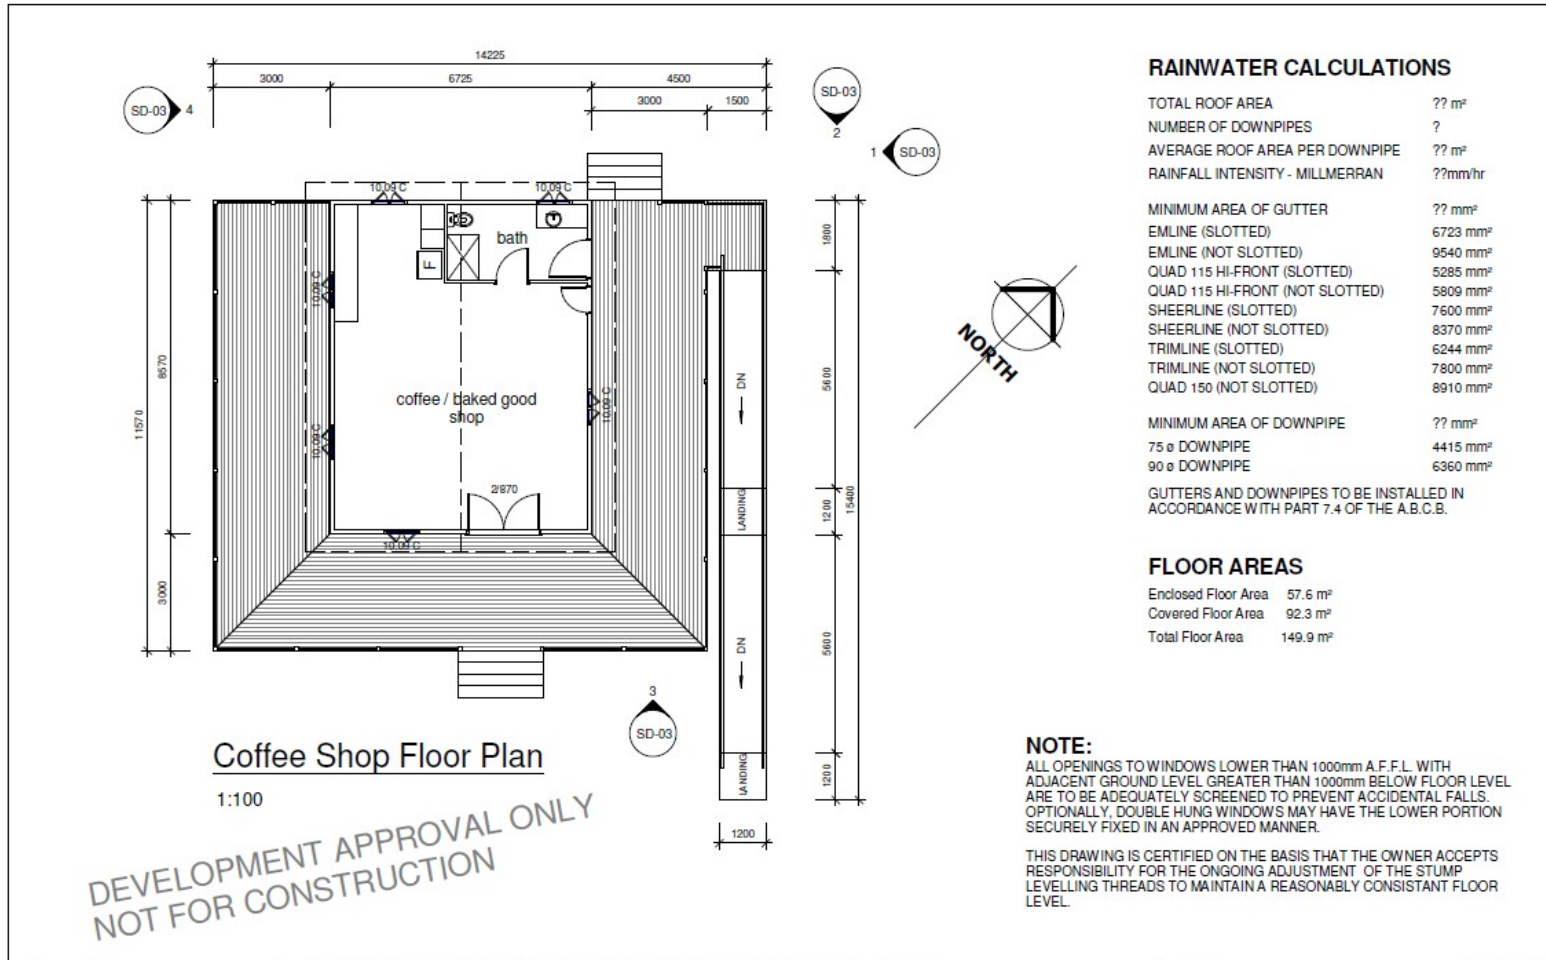 14225
3000
6725
4500
3000
1500
SD-03
4
SD-03
2
1
SD-03
10.09 C
10.09 C
bath
F
10.09 C
10.09 C
10.09 C
10.09 C
coffee / baked good
shop
2/870
11570
8570
3000
DN
LANDING
DN
LANDING
1800
5600
1200
5600
1200
15400
1200
3
SD-03
NORTH
Coffee Shop Floor Plan
1:100
DEVELOPMENT APPROVAL ONLY
NOT FOR CONSTRUCTION
RAINWATER CALCULATIONS
TOTAL ROOF AREA ?? m²
NUMBER OF DOWNPIPES ?
AVERAGE ROOF AREA PER DOWNPIPE ?? m²
RAINFALL INTENSITY - MILLMERRAN ??mm/hr
MINIMUM AREA OF GUTTER ?? mm²
EMLINE (SLOTTED) 6723 mm²
EMLINE (NOT SLOTTED) 9540 mm²
QUAD 115 HI-FRONT (SLOTTED) 5285 mm²
QUAD 115 HI-FRONT (NOT SLOTTED) 5809 mm²
SHEERLINE (SLOTTED) 7600 mm²
SHEERLINE (NOT SLOTTED) 8370 mm²
TRIMLINE (SLOTTED) 6244 mm²
TRIMLINE (NOT SLOTTED) 7800 mm²
QUAD 150 (NOT SLOTTED) 8910 mm²
MINIMUM AREA OF DOWNPIPE ?? mm²
75 ø DOWNPIPE 4415 mm²
90 ø DOWNPIPE 6360 mm²
GUTTERS AND DOWNPIPES TO BE INSTALLED IN
ACCORDANCE WITH PART 7.4 OF THE A.B.C.B.
FLOOR AREAS
Enclosed Floor Area 57.6 m²
Covered Floor Area 92.3 m²
Total Floor Area 149.9 m²
NOTE:
ALL OPENINGS TO WINDOWS LOWER THAN 1000mm A.F.F.L. WITH
ADJACENT GROUND LEVEL GREATER THAN 1000mm BELOW FLOOR LEVEL
ARE TO BE ADEQUATELY SCREENED TO PREVENT ACCIDENTAL FALLS.
OPTIONALLY, DOUBLE HUNG WINDOWS MAY HAVE THE LOWER PORTION
SECURELY FIXED IN AN APPROVED MANNER.
THIS DRAWING IS CERTIFIED ON THE BASIS THAT THE OWNER ACCEPTS
RESPONSIBILITY FOR THE ONGOING ADJUSTMENT OF THE STUMP
LEVELLING THREADS TO MAINTAIN A REASONABLY CONSISTANT FLOOR
LEVEL.